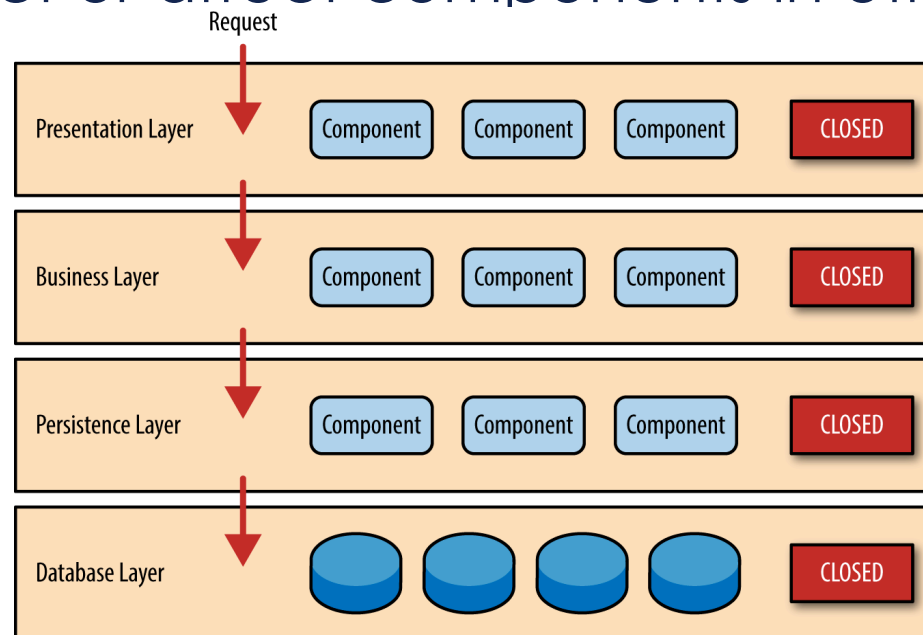 Request
Presentation Layer Component Component Component CLOSED
Business Layer Component Component Component CLOSED
Persistence Layer Component Component Component CLOSED
Database Layer CLOSED